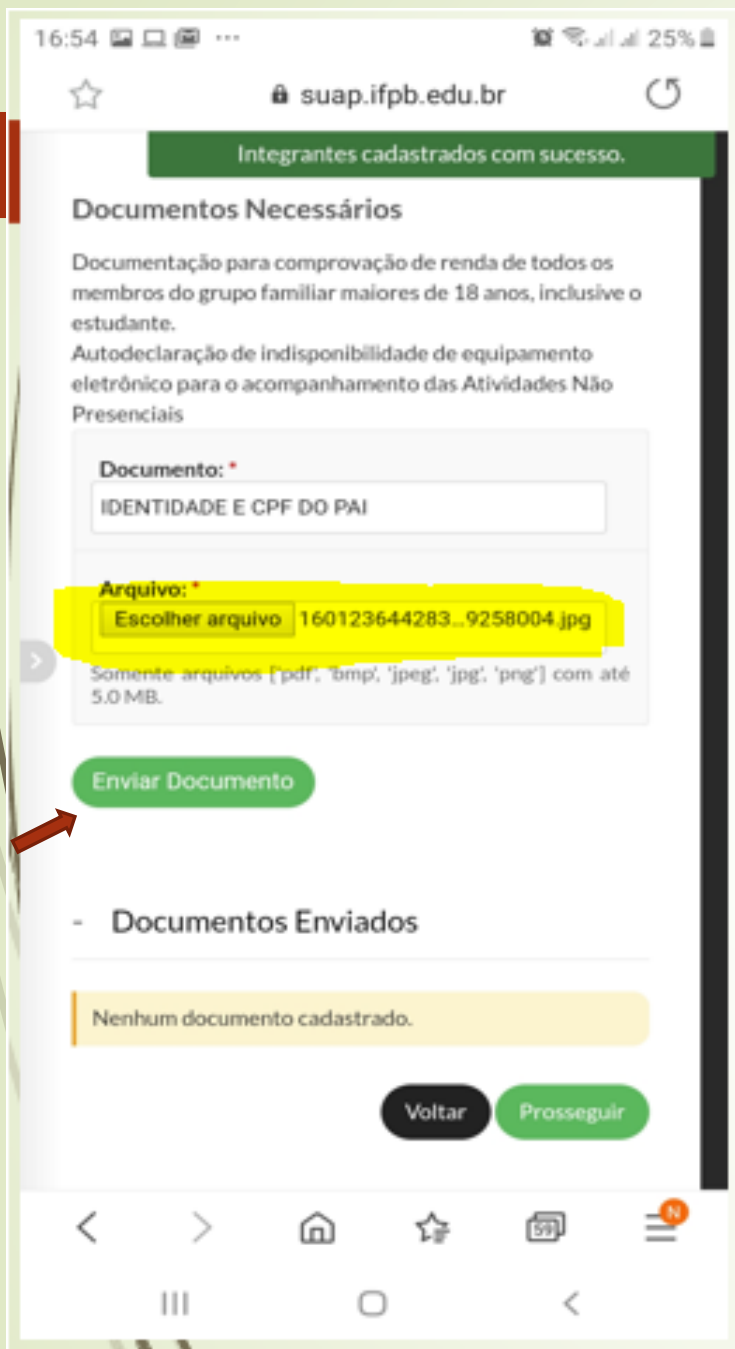 16:54 ... 25%
suap.ifpb.edu.br
Integrantes cadastrados com sucesso.
Documentos Necessários
Documentação para comprovação de renda de todos os
membros do grupo familiar maiores de 18 anos, inclusive o
estudante.
Autodeclaração de indisponibilidade de equipamento
eletrônico para o acompanhamento das Atividades Não
Presenciais
Documento: *
IDENTIDADE E CPF DO PAI
Arquivo: *
Escolher arquivo 160123644283...9258004.jpg
Somente arquivos ['pdf', 'bmp', 'jpeg', 'jpg', 'png'] com até
5.0 MB.
Enviar Documento
- Documentos Enviados
Nenhum documento cadastrado.
Voltar Prosseguir
59 N